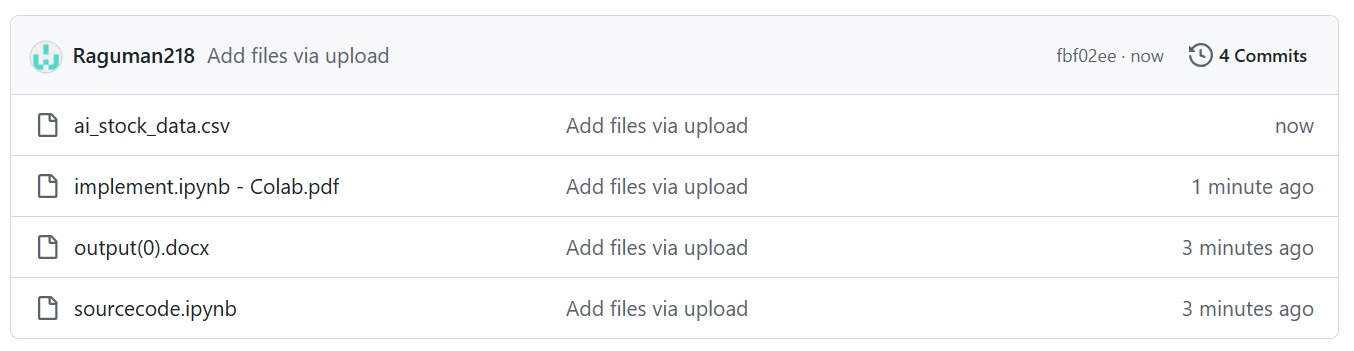 Raguman218 Add files via upload fbf02ee · now 4 Commits
ai_stock_data.csv Add files via upload now
implement.ipynb - Colab.pdf Add files via upload 1 minute ago
output(0).docx Add files via upload 3 minutes ago
sourcecode.ipynb Add files via upload 3 minutes ago